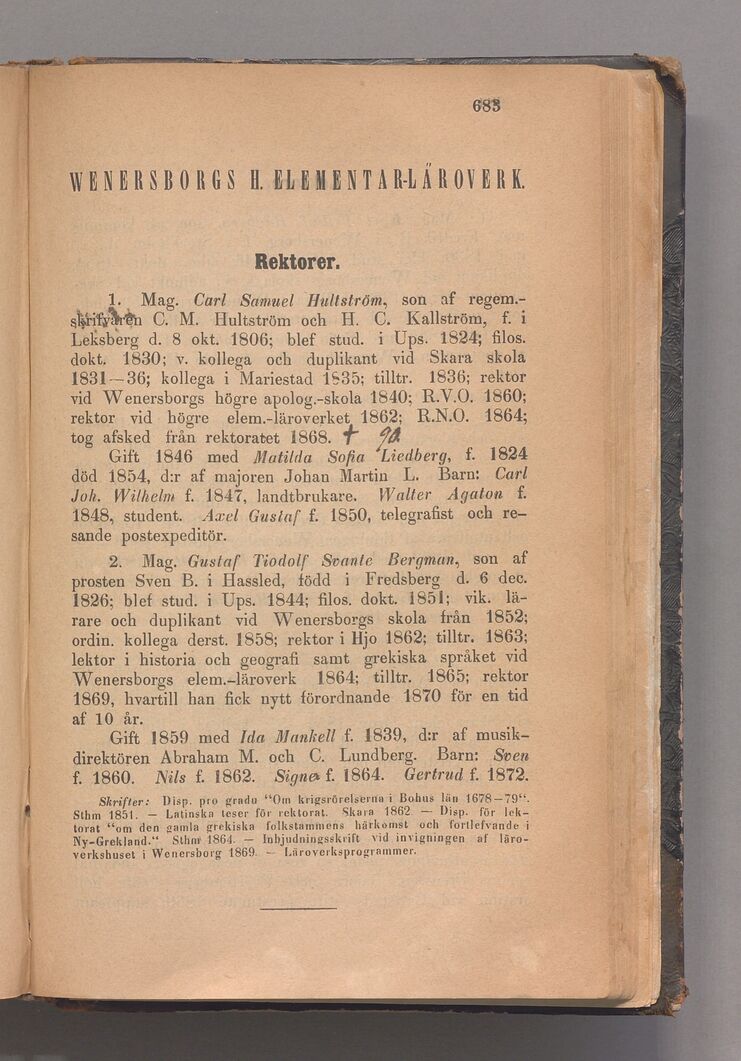 683
WENERSBORGS H. ELEMENTAR-LÄROVERK.
Rektorer.
1. Mag. Carl Samuel Hultström, son af regem.-
skrifvaren C. M. Hultström och H. C. Kallström, f. i
Leksberg d. 8 okt. 1806; blef stud. i Ups. 1824; filos.
dokt. 1830; v. kollega och duplikant vid Skara skola
1831—36; kollega i Mariestad 1835; tilltr. 1836; rektor
vid Wenersborgs högre apolog.-skola 1840; R.V.O. 1860;
rektor vid högre elem.-läroverket 1862; R.N.O. 1864;
tog afsked från rektoratet 1868. † 90.
Gift 1846 med Matilda Sofia Liedberg, f. 1824
död 1854, d:r af majoren Johan Martin L. Barn: Carl
Joh. Wilhelm f. 1847, landtbrukare. Walter Agaton f.
1848, student. Axel Gustaf f. 1850, telegrafist och re-
sande postexpeditör.
2. Mag. Gustaf Tiodolf Svante Bergman, son af
prosten Sven B. i Hassled, född i Fredsberg d. 6 dec.
1826; blef stud. i Ups. 1844; filos. dokt. 1851; vik. lä-
rare och duplikant vid Wenersborgs skola från 1852;
ordin. kollega derst. 1858; rektor i Hjo 1862; tilltr. 1863;
lektor i historia och geografi samt grekiska språket vid
Wenersborgs elem.-läroverk 1864; tilltr. 1865; rektor
1869, hvartill han fick nytt förordnande 1870 för en tid
af 10 år.
Gift 1859 med Ida Mankell f. 1839, d:r af musik-
direktören Abraham M. och C. Lundberg. Barn: Sven
f. 1860. Nils f. 1862. Signe f. 1864. Gertrud f. 1872.
Skrifter: Disp. pro gradu “Om krigsrörelserna i Bohus län 1678—79“.
Sthm 1851. — Latinska teser för rektorat. Skara 1862 — Disp. för lek-
torat “om den gamla grekiska folkstammens härkomst och fortlefvande i
Ny-Grekland.“ Sthm 1864. — Inbjudningsskrift vid invigningen af läro-
verkshuset i Wenersborg 1869. — Läroverksprogrammer.